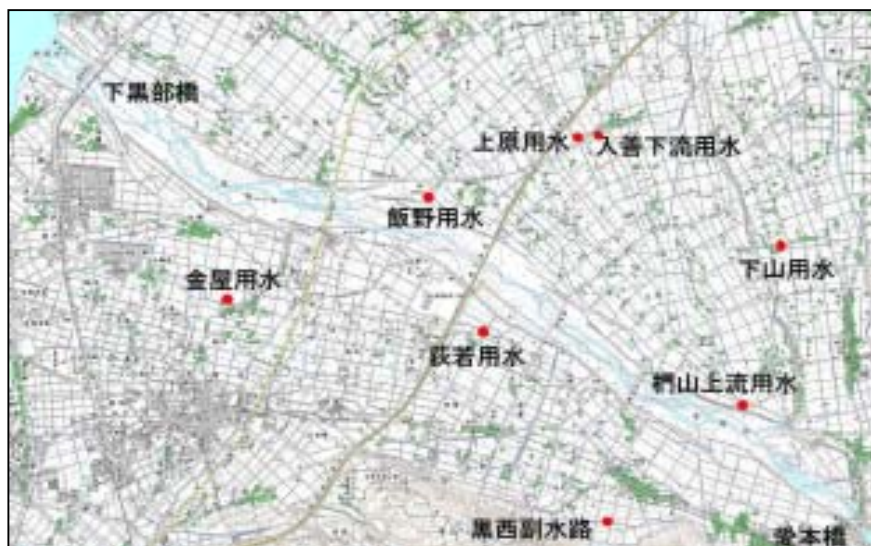 下黒部橋
上原用水
入善下流用水
飯野用水
下山用水
金屋用水
荻若用水
椚山上流用水
黒西副水路
愛本橋